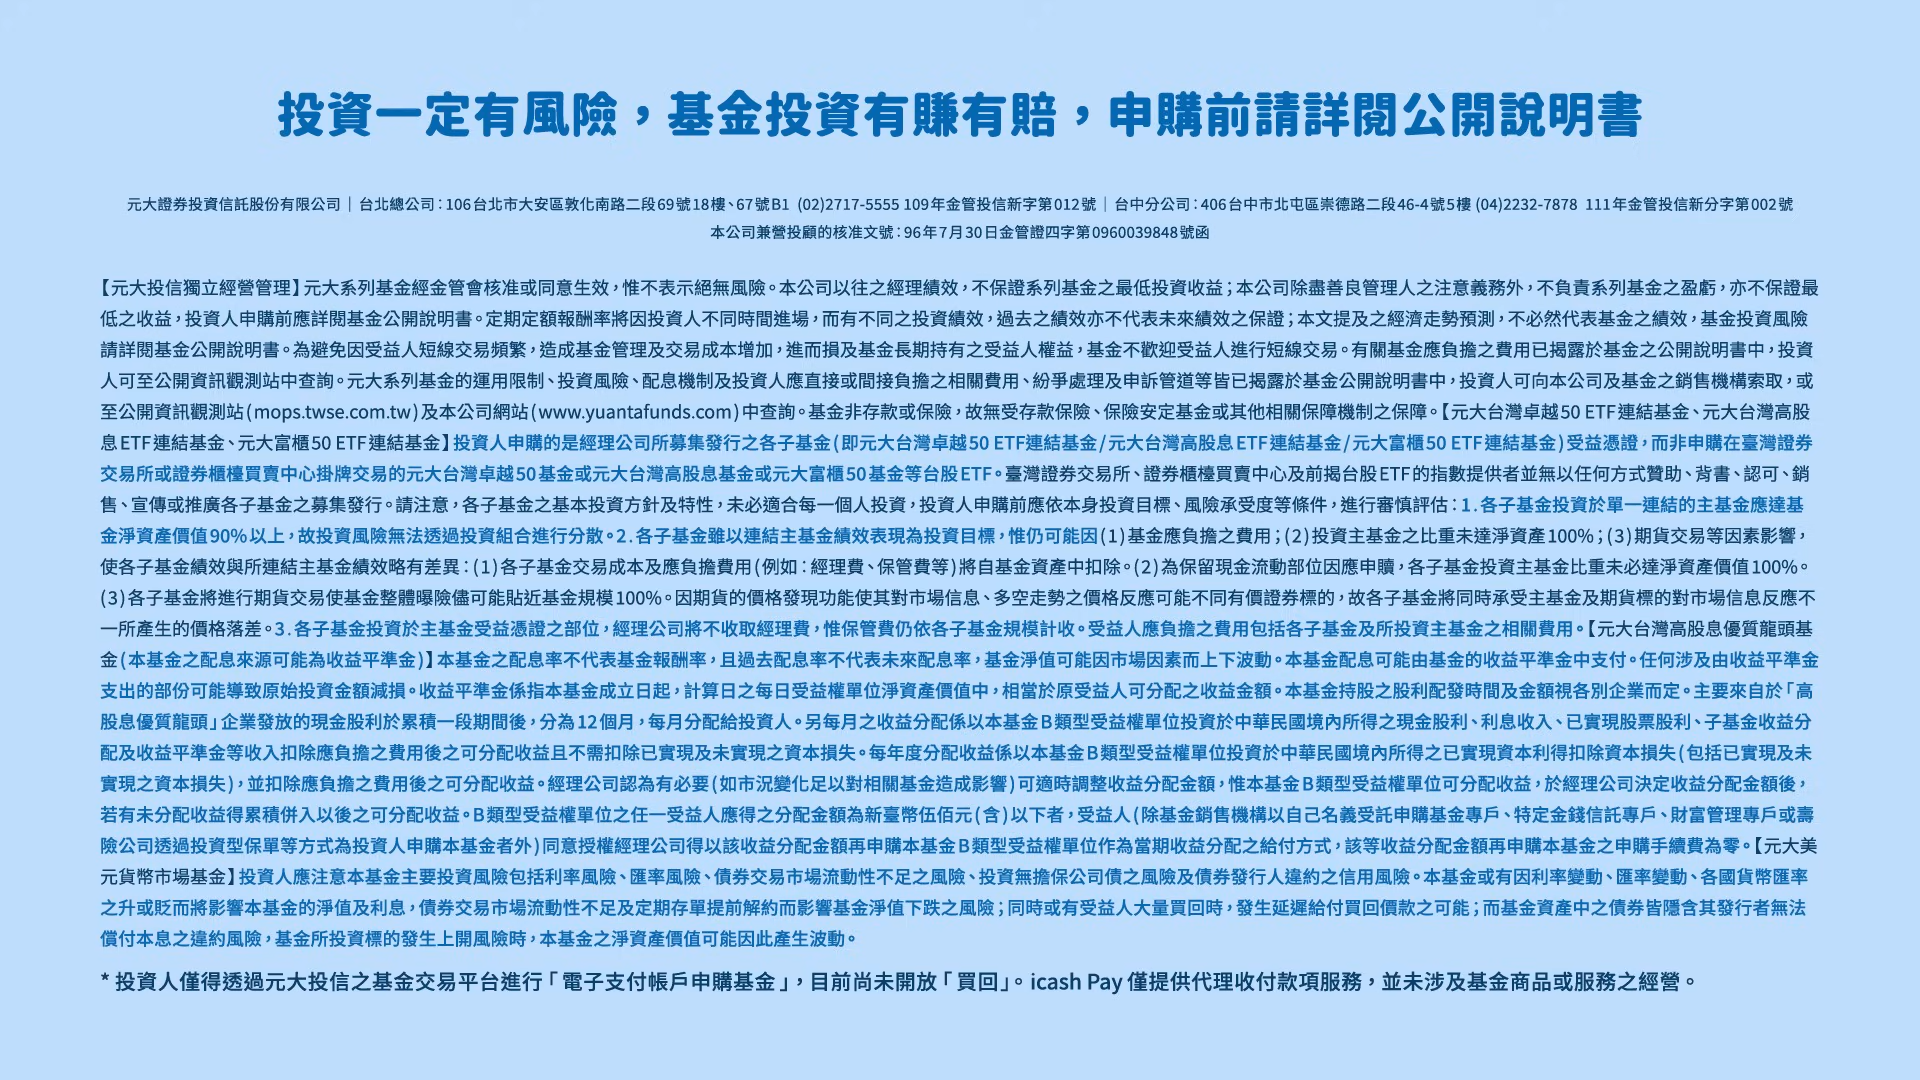 投資一定有風險，基金投資有賺有賠，申購前請詳閱公開說明書
元大證券投資信託股份有限公司｜台北總公司：106台北市大安區敦化南路二段69號18樓、67號B1 (02)2717-5555 109年金管投信新字第012號｜台中分公司：406台中市北屯區崇德路二段46-4號5樓 (04)2232-7878 111年金管投信新分字第002號
本公司兼營投顧的核准文號：96年7月30日金管證四字第0960039848號函
【元大投信獨立經營管理】元大系列基金經金管會核准或同意生效，惟不表示絕無風險。本公司以往之經理績效，不保證系列基金之最低投資收益；本公司除盡善良管理人之注意義務外，不負責系列基金之盈虧，亦不保證最
低之收益，投資人申購前應詳閱基金公開說明書。定期定額報酬率將因投資人不同時間進場，而有不同之投資績效，過去之績效亦不代表未來績效之保證；本文提及之經濟走勢預測，不必然代表基金之績效，基金投資風險
請詳閱基金公開說明書。為避免因受益人短線交易頻繁，造成基金管理及交易成本增加，進而損及基金長期持有之受益人權益，基金不歡迎受益人進行短線交易。有關基金應負擔之費用已揭露於基金之公開說明書中，投資
人可至公開資訊觀測站中查詢。元大系列基金的運用限制、投資風險、配息機制及投資人應直接或間接負擔之相關費用、紛爭處理及申訴管道等皆已揭露於基金公開說明書中，投資人可向本公司及基金之銷售機構索取，或
至公開資訊觀測站(mops.twse.com.tw)及本公司網站(www.yuantafunds.com)中查詢。基金非存款或保險，故無受存款保險、保險安定基金或其他相關保障機制之保障。【元大台灣卓越50 ETF連結基金、元大台灣高股
息ETF連結基金、元大富櫃50 ETF連結基金】投資人申購的是經理公司所募集發行之各子基金(即元大台灣卓越50 ETF連結基金/元大台灣高股息ETF連結基金/元大富櫃50 ETF連結基金)受益憑證，而非申購在臺灣證券
交易所或證券櫃檯買賣中心掛牌交易的元大台灣卓越50基金或元大台灣高股息基金或元大富櫃50基金等台股ETF。臺灣證券交易所、證券櫃檯買賣中心及前揭台股ETF的指數提供者並無以任何方式贊助、背書、認可、銷
售、宣傳或推廣各子基金之募集發行。請注意，各子基金之基本投資方針及特性，未必適合每一個人投資，投資人申購前應依本身投資目標、風險承受度等條件，進行審慎評估：1.各子基金投資於單一連結的主基金應達基
金淨資產價值90%以上，故投資風險無法透過投資組合進行分散。2.各子基金雖以連結主基金績效表現為投資目標，惟仍可能因(1)基金應負擔之費用；(2)投資主基金之比重未達淨資產100%；(3)期貨交易等因素影響，
使各子基金績效與所連結主基金績效略有差異：(1)各子基金交易成本及應負擔費用(例如：經理費、保管費等)將自基金資產中扣除。(2)為保留現金流動部位因應申贖，各子基金投資主基金比重未必達淨資產價值100%。
(3)各子基金將進行期貨交易使基金整體曝險儘可能貼近基金規模100%。因期貨的價格發現功能使其對市場信息、多空走勢之價格反應可能不同有價證券標的，故各子基金將同時承受主基金及期貨標的對市場信息反應不
一所產生的價格落差。3.各子基金投資於主基金受益憑證之部位，經理公司將不收取經理費，惟保管費仍依各子基金規模計收。受益人應負擔之費用包括各子基金及所投資主基金之相關費用。【元大台灣高股息優質龍頭基
金(本基金之配息來源可能為收益平準金)】本基金之配息率不代表基金報酬率，且過去配息率不代表未來配息率，基金淨值可能因市場因素而上下波動。本基金配息可能由基金的收益平準金中支付。任何涉及由收益平準金
支出的部份可能導致原始投資金額減損。收益平準金係指本基金成立日起，計算日之每日受益權單位淨資產價值中，相當於原受益人可分配之收益金額。本基金持股之股利配發時間及金額視各別企業而定。主要來自於「高
股息優質龍頭」企業發放的現金股利於累積一段期間後，分為12個月，每月分配給投資人。另每月之收益分配係以本基金B類型受益權單位投資於中華民國境內所得之現金股利、利息收入、已實現股票股利、子基金收益分
配及收益平準金等收入扣除應負擔之費用後之可分配收益且不需扣除已實現及未實現之資本損失。每年度分配收益係以本基金B類型受益權單位投資於中華民國境內所得之已實現資本利得扣除資本損失(包括已實現及未
實現之資本損失)，並扣除應負擔之費用後之可分配收益。經理公司認為有必要(如市況變化足以對相關基金造成影響)可適時調整收益分配金額，惟本基金B類型受益權單位可分配收益，於經理公司決定收益分配金額後，
若有未分配收益得累積併入以後之可分配收益。B類型受益權單位之任一受益人應得之分配金額為新臺幣伍佰元(含)以下者，受益人(除基金銷售機構以自己名義受託申購基金專戶、特定金錢信託專戶、財富管理專戶或壽
險公司透過投資型保單等方式為投資人申購本基金者外)同意授權經理公司得以該收益分配金額再申購本基金B類型受益權單位作為當期收益分配之給付方式，該等收益分配金額再申購本基金之申購手續費為零。【元大美
元貨幣市場基金】投資人應注意本基金主要投資風險包括利率風險、匯率風險、債券交易市場流動性不足之風險、投資無擔保公司債之風險及債券發行人違約之信用風險。本基金或有因利率變動、匯率變動、各國貨幣匯率
之升或貶而將影響本基金的淨值及利息，債券交易市場流動性不足及定期存單提前解約而影響基金淨值下跌之風險；同時或有受益人大量買回時，發生延遲給付買回價款之可能；而基金資產中之債券皆隱含其發行者無法
償付本息之違約風險，基金所投資標的發生上開風險時，本基金之淨資產價值可能因此產生波動。
* 投資人僅得透過元大投信之基金交易平台進行「電子支付帳戶申購基金」，目前尚未開放「買回」。icash Pay 僅提供代理收付款項服務，並未涉及基金商品或服務之經營。